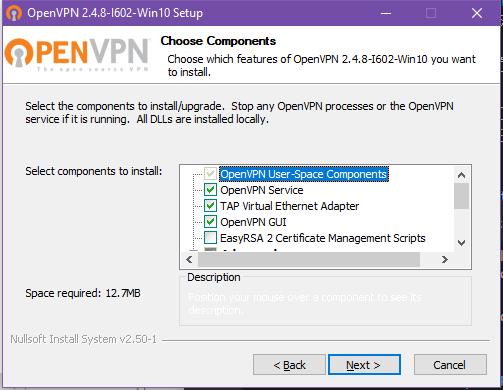 OpenVPN 2.4.8-I602-Win10 Setup
OPENVPN
The open source VPN
Choose Components
Choose which features of OpenVPN 2.4.8-I602-Win10 you want
to install.
Select the components to install/upgrade. Stop any OpenVPN processes or the OpenVPN
service if it is running. All DLLs are installed locally.
Select components to install:
OpenVPN User-Space Components
OpenVPN Service
TAP Virtual Ethernet Adapter
OpenVPN GUI
EasyRSA 2 Certificate Management Scripts
Space required: 12.7MB
Description
Position your mouse over a component to see its
description.
Nullsoft Install System v2.50-1
< Back
Next >
Cancel